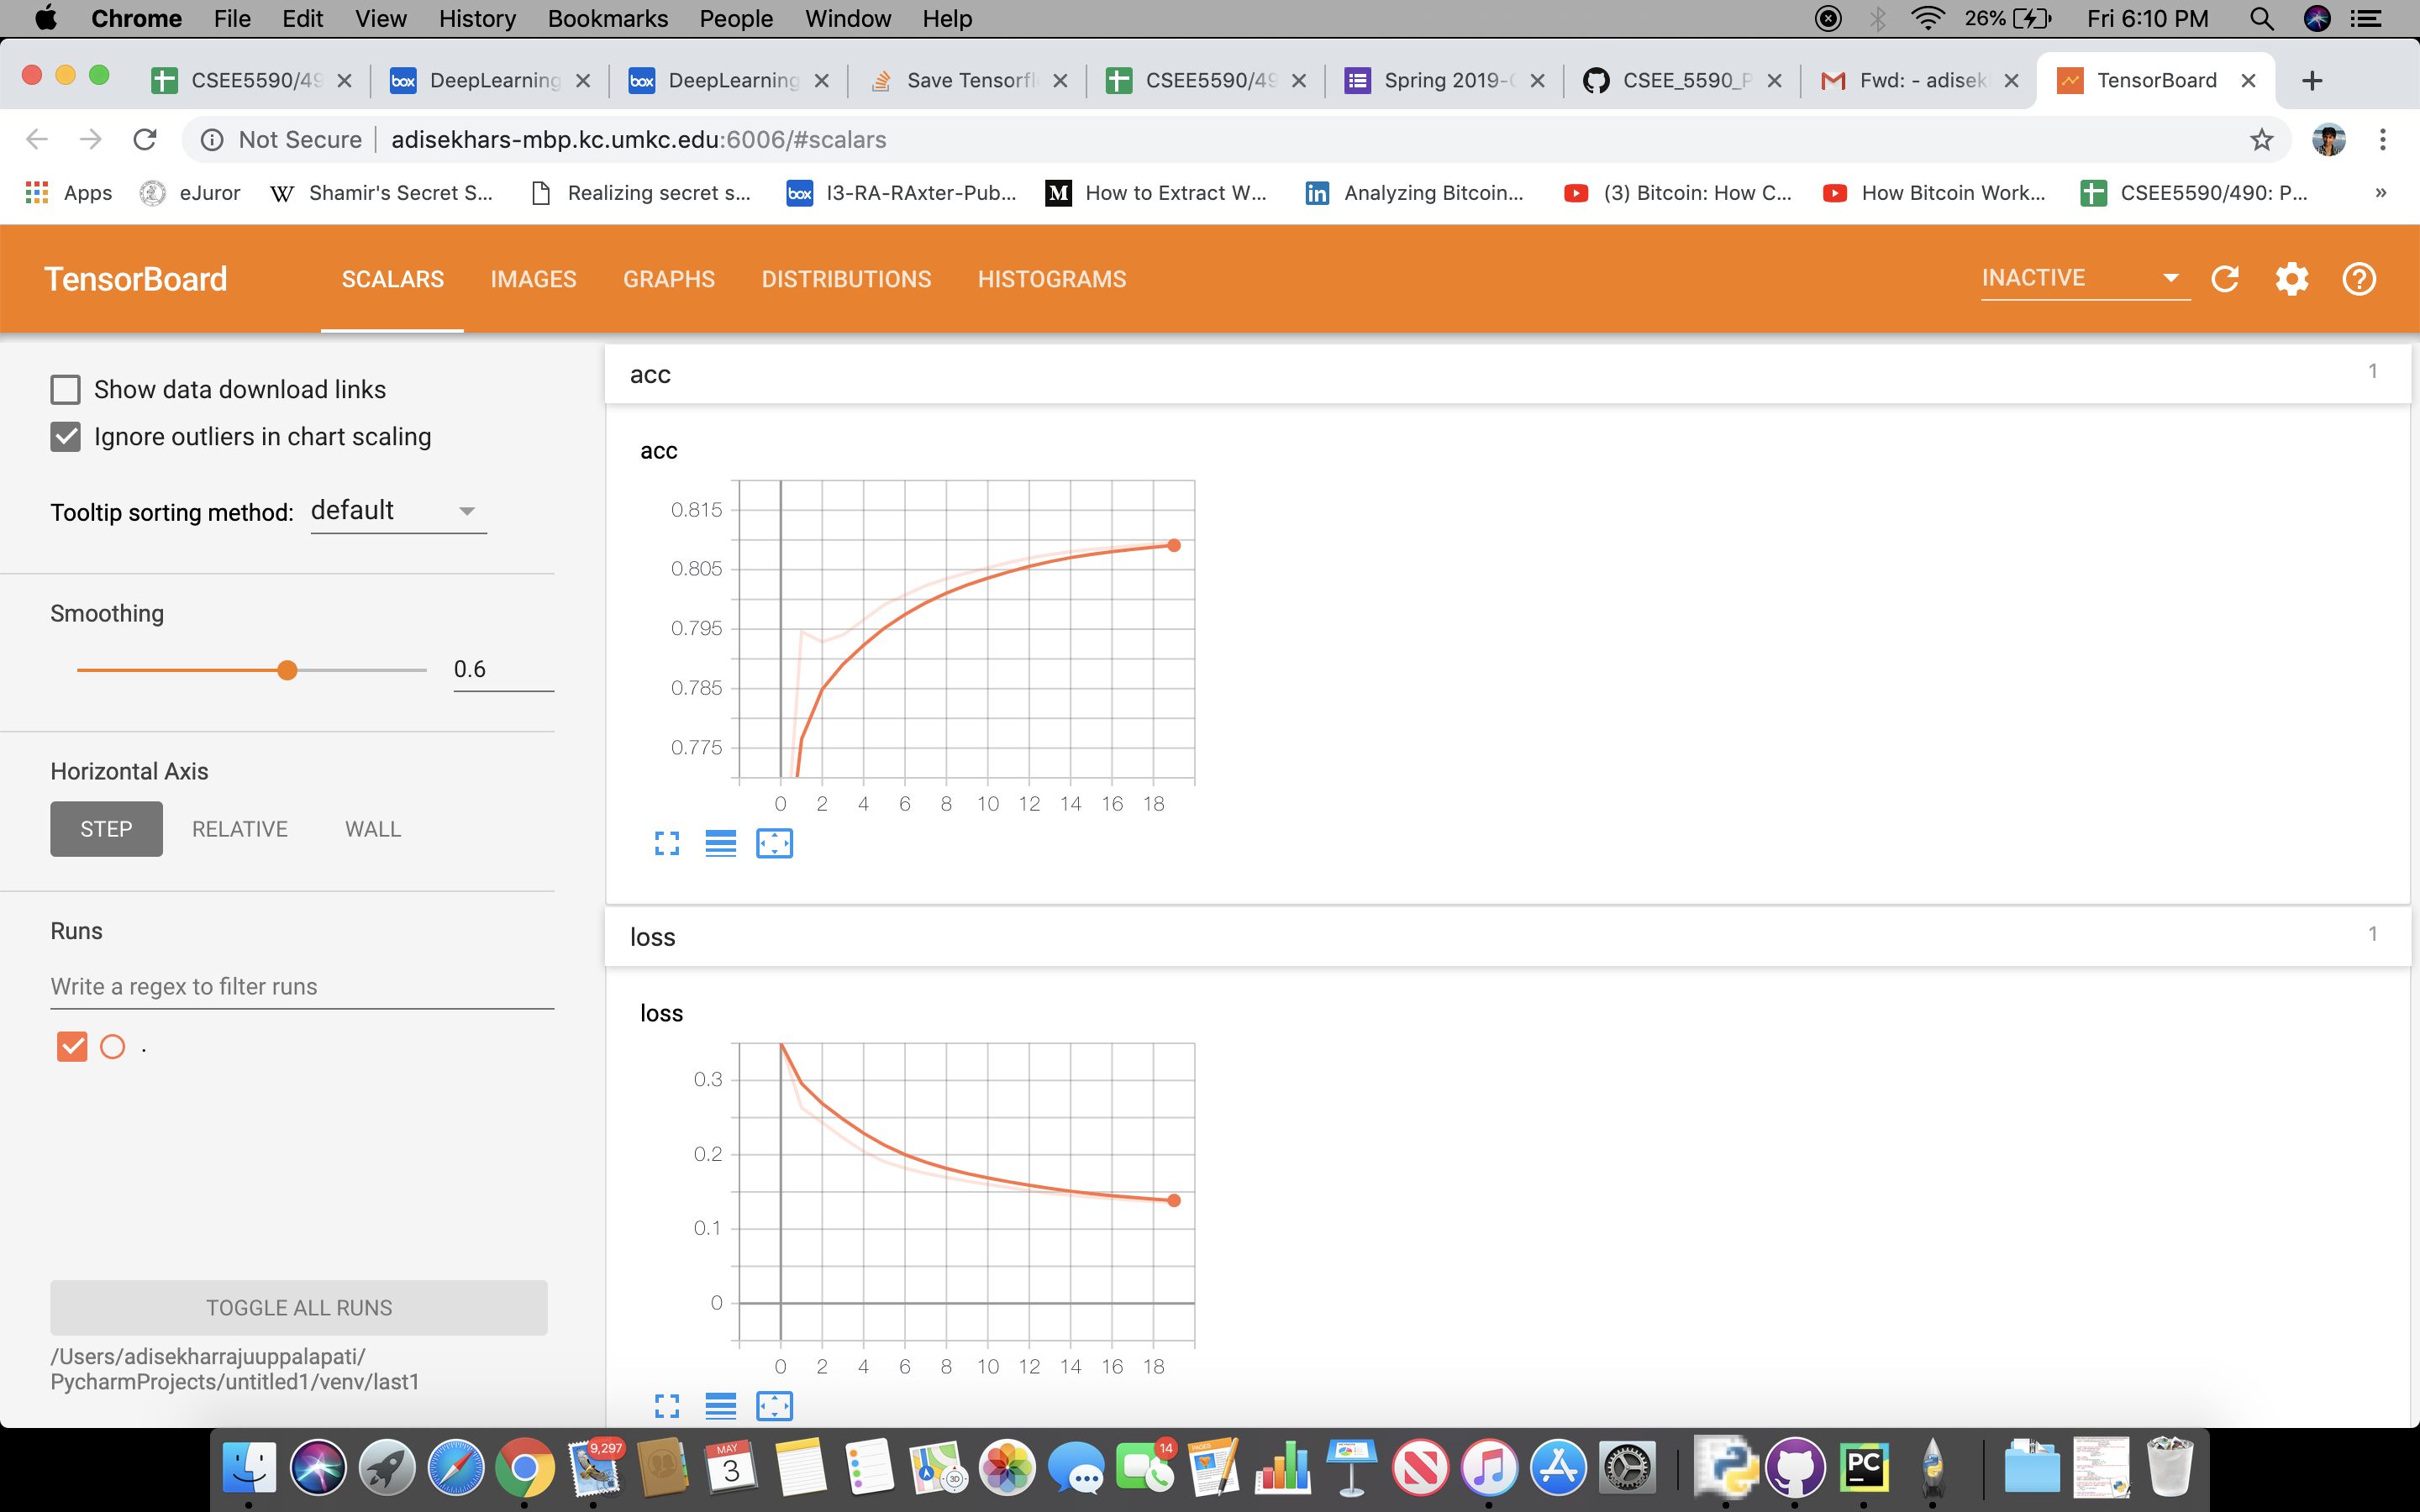 Chrome File Edit View History Bookmarks People Window Help 26% Fri 6:10 PM
CSEE5590/49 DeepLearning DeepLearning Save Tensorfl CSEE5590/49 Spring 2019- CSEE_5590_P Fwd: - adisek TensorBoard
Not Secure adisekhars-mbp.kc.umkc.edu:6006/#scalars
Apps eJuror W Shamir's Secret S... Realizing secret s... box I3-RA-RAxter-Pub... M How to Extract W... in Analyzing Bitcoin... (3) Bitcoin: How C... How Bitcoin Work... CSEE5590/490: P... »
TensorBoard SCALARS IMAGES GRAPHS DISTRIBUTIONS HISTOGRAMS INACTIVE
Show data download links
Ignore outliers in chart scaling
Tooltip sorting method: default
Smoothing
0.6
Horizontal Axis
STEP RELATIVE WALL
Runs
Write a regex to filter runs
.
TOGGLE ALL RUNS
/Users/adisekharrajuuppalapati/
PycharmProjects/untitled1/venv/last1
acc 1
acc
0.815
0.805
0.795
0.785
0.775
0 2 4 6 8 10 12 14 16 18
loss 1
loss
0.3
0.2
0.1
0
0 2 4 6 8 10 12 14 16 18
9,297 MAY 3 3D 14 PAGES PC